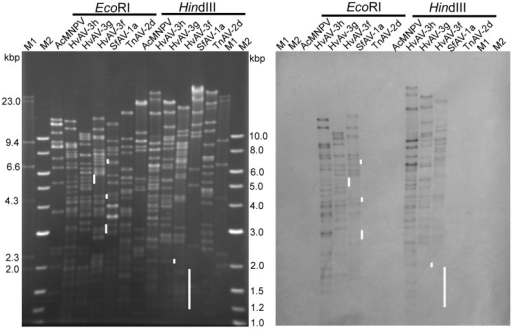 EcoRI HindIII
M1 M2 AcMNPV HvAV-3h HvAV-3g HvAV-3f SfAV-1a TnAV-2d AcMNPV HvAV-3h HvAV-3g HvAV-3f SfAV-1a TnAV-2d M1 M2
kbp
23.0
9.4
6.6
4.3
2.3
2.0
kbp
10.0
8.0
6.0
5.0
4.0
3.0
2.0
1.5
1.2
1.0
EcoRI HindIII
M1 M2 AcMNPV HvAV-3h HvAv-3g HvAV-3f SfAV-1a TnAV-2d AcMNPV HvAV-3h HvAV-3g HvAV-3f SfAV-1a TnAV-2d M1 M2